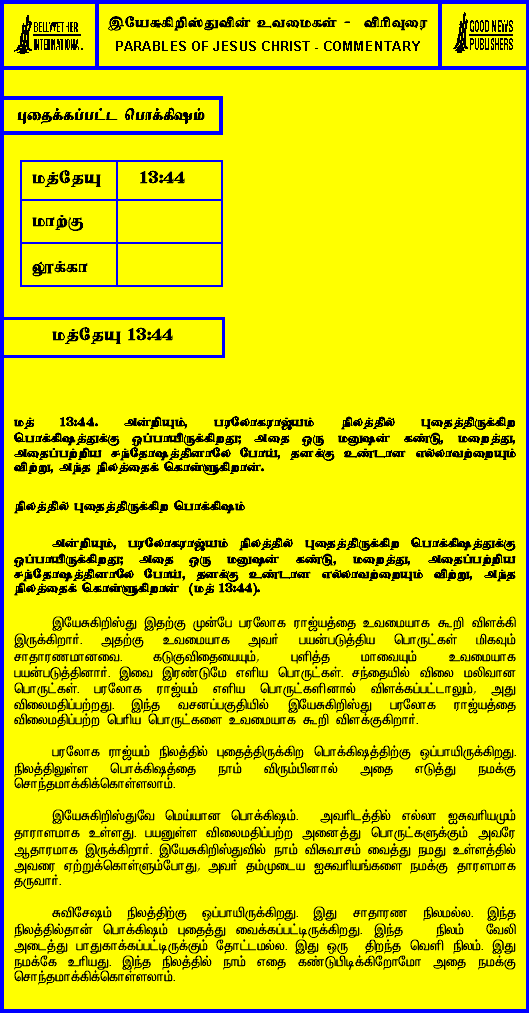 BELLWETHER
INTERNATIONAL
இயேசுகிறிஸ்துவின் உவமைகள் - விரிவுரை
PARABLES OF JESUS CHRIST - COMMENTARY
GOOD NEWS
PUBLISHERS
புதைக்கப்பட்ட பொக்கிஷம்
மத்தேயு 13:44
மாற்கு
லூக்கா
மத்தேயு 13:44
மத் 13:44. அன்றியும், பரலோகராஜ்யம் நிலத்தில் புதைத்திருக்கிற
பொக்கிஷத்துக்கு ஒப்பாயிருக்கிறது; அதை ஒரு மனுஷன் கண்டு, மறைத்து,
அதைப்பற்றிய சந்தோஷத்தினாலே போய், தனக்கு உண்டான எல்லாவற்றையும்
விற்று, அந்த நிலத்தைக் கொள்ளுகிறான்.
நிலத்தில் புதைத்திருக்கிற பொக்கிஷம்
அன்றியும், பரலோகராஜ்யம் நிலத்தில் புதைத்திருக்கிற பொக்கிஷத்துக்கு
ஒப்பாயிருக்கிறது; அதை ஒரு மனுஷன் கண்டு, மறைத்து, அதைப்பற்றிய
சந்தோஷத்தினாலே போய், தனக்கு உண்டான எல்லாவற்றையும் விற்று, அந்த
நிலத்தைக் கொள்ளுகிறான் (மத் 13:44).
இயேசுகிறிஸ்து இதற்கு முன்பே பரலோக ராஜ்யத்தை உவமையாக கூறி விளக்கி
இருக்கிறார். அதற்கு உவமையாக அவர் பயன்படுத்திய பொருட்கள் மிகவும்
சாதாரணமானவை. கடுகுவிதையையும், புளித்த மாவையும் உவமையாக
பயன்படுத்தினார். இவை இரண்டுமே எளிய பொருட்கள். சந்தையில் விலை மலிவான
பொருட்கள். பரலோக ராஜ்யம் எளிய பொருட்களினால் விளக்கப்பட்டாலும், அது
விலைமதிப்பற்றது. இந்த வசனப்பகுதியில் இயேசுகிறிஸ்து பரலோக ராஜ்யத்தை
விலைமதிப்பற்ற பெரிய பொருட்களை உவமையாக கூறி விளக்குகிறார்.
பரலோக ராஜ்யம் நிலத்தில் புதைத்திருக்கிற பொக்கிஷத்திற்கு ஒப்பாயிருக்கிறது.
நிலத்திலுள்ள பொக்கிஷத்தை நாம் விரும்பினால் அதை எடுத்து நமக்கு
சொந்தமாக்கிக்கொள்ளலாம்.
இயேசுகிறிஸ்துவே மெய்யான பொக்கிஷம். அவரிடத்தில் எல்லா ஐசுவரியமும்
தாராளமாக உள்ளது. பயனுள்ள விலைமதிப்பற்ற அனைத்து பொருட்களுக்கும் அவரே
ஆதாரமாக இருக்கிறார். இயேசுகிறிஸ்துவில் நாம் விசுவாசம் வைத்து நமது உள்ளத்தில்
அவரை ஏற்றுக்கொள்ளும்போது, அவர் தம்முடைய ஐசுவரியங்களை நமக்கு தாரளமாக
தருவார்.
சுவிசேஷம் நிலத்திற்கு ஒப்பாயிருக்கிறது. இது சாதாரண நிலமல்ல. இந்த
நிலத்தில்தான் பொக்கிஷம் புதைத்து வைக்கப்பட்டிருக்கிறது. இந்த நிலம் வேலி
அடைத்து பாதுகாக்கப்பட்டிருக்கும் தோட்டமல்ல. இது ஒரு திறந்த வெளி நிலம். இது
நமக்கே உரியது. இந்த நிலத்தில் நாம் எதை கண்டுபிடிக்கிறோமோ அதை நமக்கு
சொந்தமாக்கிக்கொள்ளலாம்.